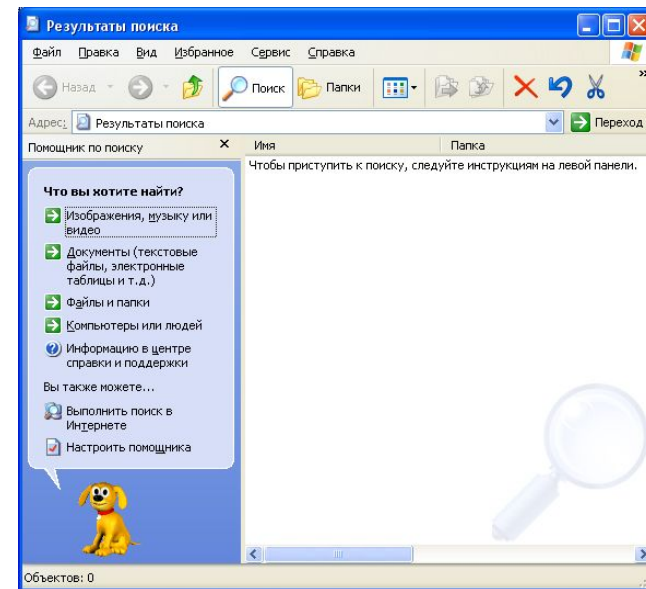 Результаты поиска
Файл Правка Вид Избранное Сервис Справка
Назад Поиск Папки »
Адрес: Результаты поиска Переход
Помощник по поиску Имя Папка
Чтобы приступить к поиску, следуйте инструкциям на левой панели.
Что вы хотите найти?
Изображения, музыку или
видео
Документы (текстовые
файлы, электронные
таблицы и т.д.)
Файлы и папки
Компьютеры или людей
Информацию в центре
справки и поддержки
Вы также можете...
Выполнить поиск в
Интернете
Настроить помощника
Объектов: 0